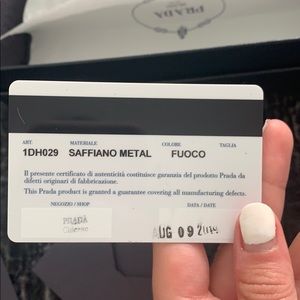 PRADA
MILANO
ART. MATERIALE COLORE TAGLIA
1DH029 SAFFIANO METAL FUOCO
Il presente certificato di autenticità costituisce garanzia del prodotto Prada da
difetti originari di fabbricazione.
This Prada product is granted a guarantee covering all manufacturing defects.
NEGOZIO / SHOP DATA / DATE
PRADA
AUG 09